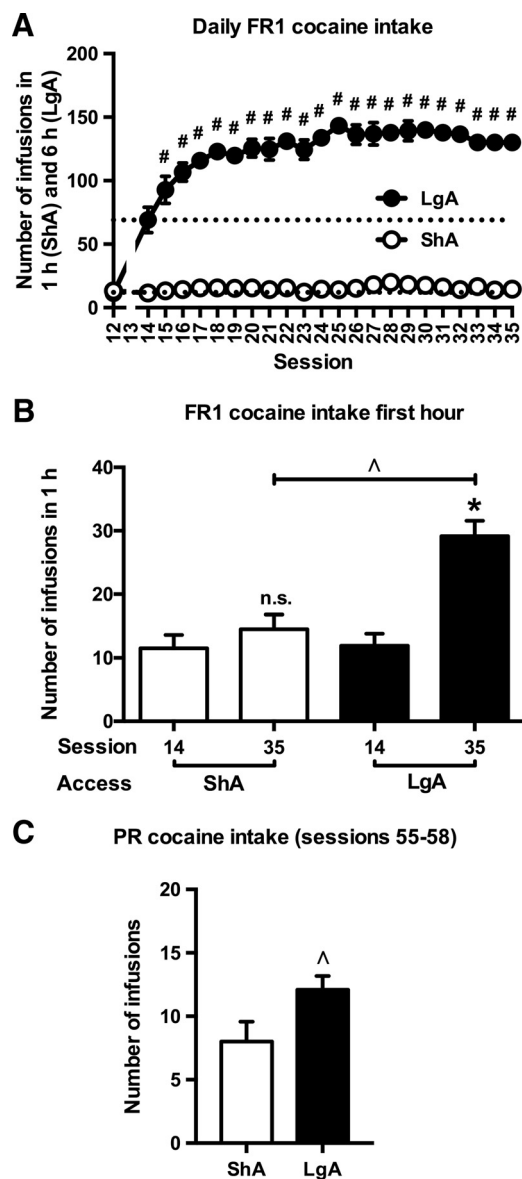 A
Daily FR1 cocaine intake
Number of infusions in
1 h (ShA) and 6 h (LgA)
200
150
100
50
0
# # # # # # # # # # # # # # # # # # # # #
LgA
ShA
12 13 14 15 16 17 18 19 20 21 22 23 24 25 26 27 28 29 30 31 32 33 34 35
Session
B
FR1 cocaine intake first hour
Number of infusions in 1 h
40
30
20
10
0
^
n.s.
*
Session 14 35 14 35
Access ShA LgA
C
PR cocaine intake (sessions 55-58)
Number of infusions
20
15
10
5
0
^
ShA LgA